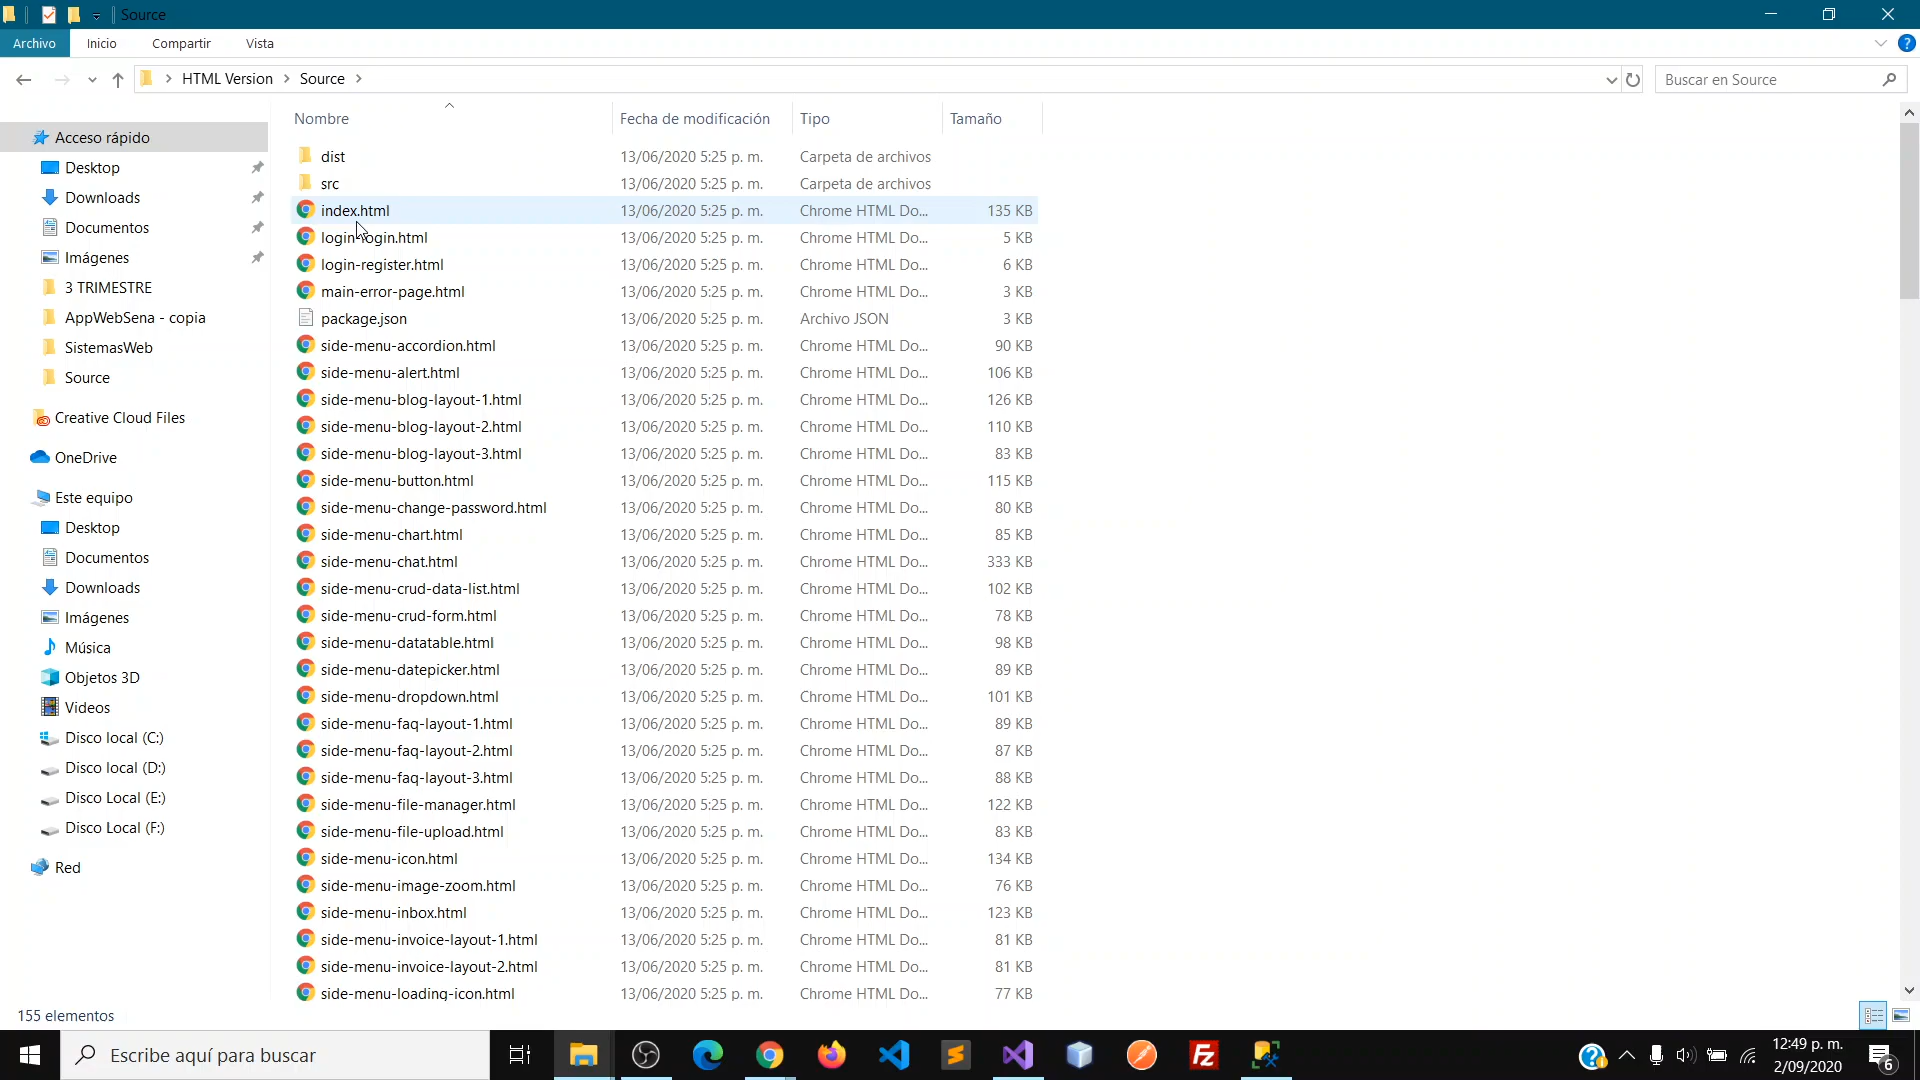 Source
Archivo Inicio Compartir Vista
HTML Version Source Buscar en Source
Nombre Fecha de modificación Tipo Tamaño
Acceso rápido
Desktop
Downloads
Documentos
Imágenes
3 TRIMESTRE
AppWebSena - copia
SistemasWeb
Source
Creative Cloud Files
OneDrive
Este equipo
Desktop
Documentos
Downloads
Imágenes
Música
Objetos 3D
Videos
Disco local (C:)
Disco local (D:)
Disco Local (E:)
Disco Local (F:)
Red
dist 13/06/2020 5:25 p. m. Carpeta de archivos
src 13/06/2020 5:25 p. m. Carpeta de archivos
index.html 13/06/2020 5:25 p. m. Chrome HTML Do... 135 KB
login-login.html 13/06/2020 5:25 p. m. Chrome HTML Do... 5 KB
login-register.html 13/06/2020 5:25 p. m. Chrome HTML Do... 6 KB
main-error-page.html 13/06/2020 5:25 p. m. Chrome HTML Do... 3 KB
package.json 13/06/2020 5:25 p. m. Archivo JSON 3 KB
side-menu-accordion.html 13/06/2020 5:25 p. m. Chrome HTML Do... 90 KB
side-menu-alert.html 13/06/2020 5:25 p. m. Chrome HTML Do... 106 KB
side-menu-blog-layout-1.html 13/06/2020 5:25 p. m. Chrome HTML Do... 126 KB
side-menu-blog-layout-2.html 13/06/2020 5:25 p. m. Chrome HTML Do... 110 KB
side-menu-blog-layout-3.html 13/06/2020 5:25 p. m. Chrome HTML Do... 83 KB
side-menu-button.html 13/06/2020 5:25 p. m. Chrome HTML Do... 115 KB
side-menu-change-password.html 13/06/2020 5:25 p. m. Chrome HTML Do... 80 KB
side-menu-chart.html 13/06/2020 5:25 p. m. Chrome HTML Do... 85 KB
side-menu-chat.html 13/06/2020 5:25 p. m. Chrome HTML Do... 333 KB
side-menu-crud-data-list.html 13/06/2020 5:25 p. m. Chrome HTML Do... 102 KB
side-menu-crud-form.html 13/06/2020 5:25 p. m. Chrome HTML Do... 78 KB
side-menu-datatable.html 13/06/2020 5:25 p. m. Chrome HTML Do... 98 KB
side-menu-datepicker.html 13/06/2020 5:25 p. m. Chrome HTML Do... 89 KB
side-menu-dropdown.html 13/06/2020 5:25 p. m. Chrome HTML Do... 101 KB
side-menu-faq-layout-1.html 13/06/2020 5:25 p. m. Chrome HTML Do... 89 KB
side-menu-faq-layout-2.html 13/06/2020 5:25 p. m. Chrome HTML Do... 87 KB
side-menu-faq-layout-3.html 13/06/2020 5:25 p. m. Chrome HTML Do... 88 KB
side-menu-file-manager.html 13/06/2020 5:25 p. m. Chrome HTML Do... 122 KB
side-menu-file-upload.html 13/06/2020 5:25 p. m. Chrome HTML Do... 83 KB
side-menu-icon.html 13/06/2020 5:25 p. m. Chrome HTML Do... 134 KB
side-menu-image-zoom.html 13/06/2020 5:25 p. m. Chrome HTML Do... 76 KB
side-menu-inbox.html 13/06/2020 5:25 p. m. Chrome HTML Do... 123 KB
side-menu-invoice-layout-1.html 13/06/2020 5:25 p. m. Chrome HTML Do... 81 KB
side-menu-invoice-layout-2.html 13/06/2020 5:25 p. m. Chrome HTML Do... 81 KB
side-menu-loading-icon.html 13/06/2020 5:25 p. m. Chrome HTML Do... 77 KB
155 elementos
Escribe aquí para buscar
12:49 p. m.
2/09/2020
6